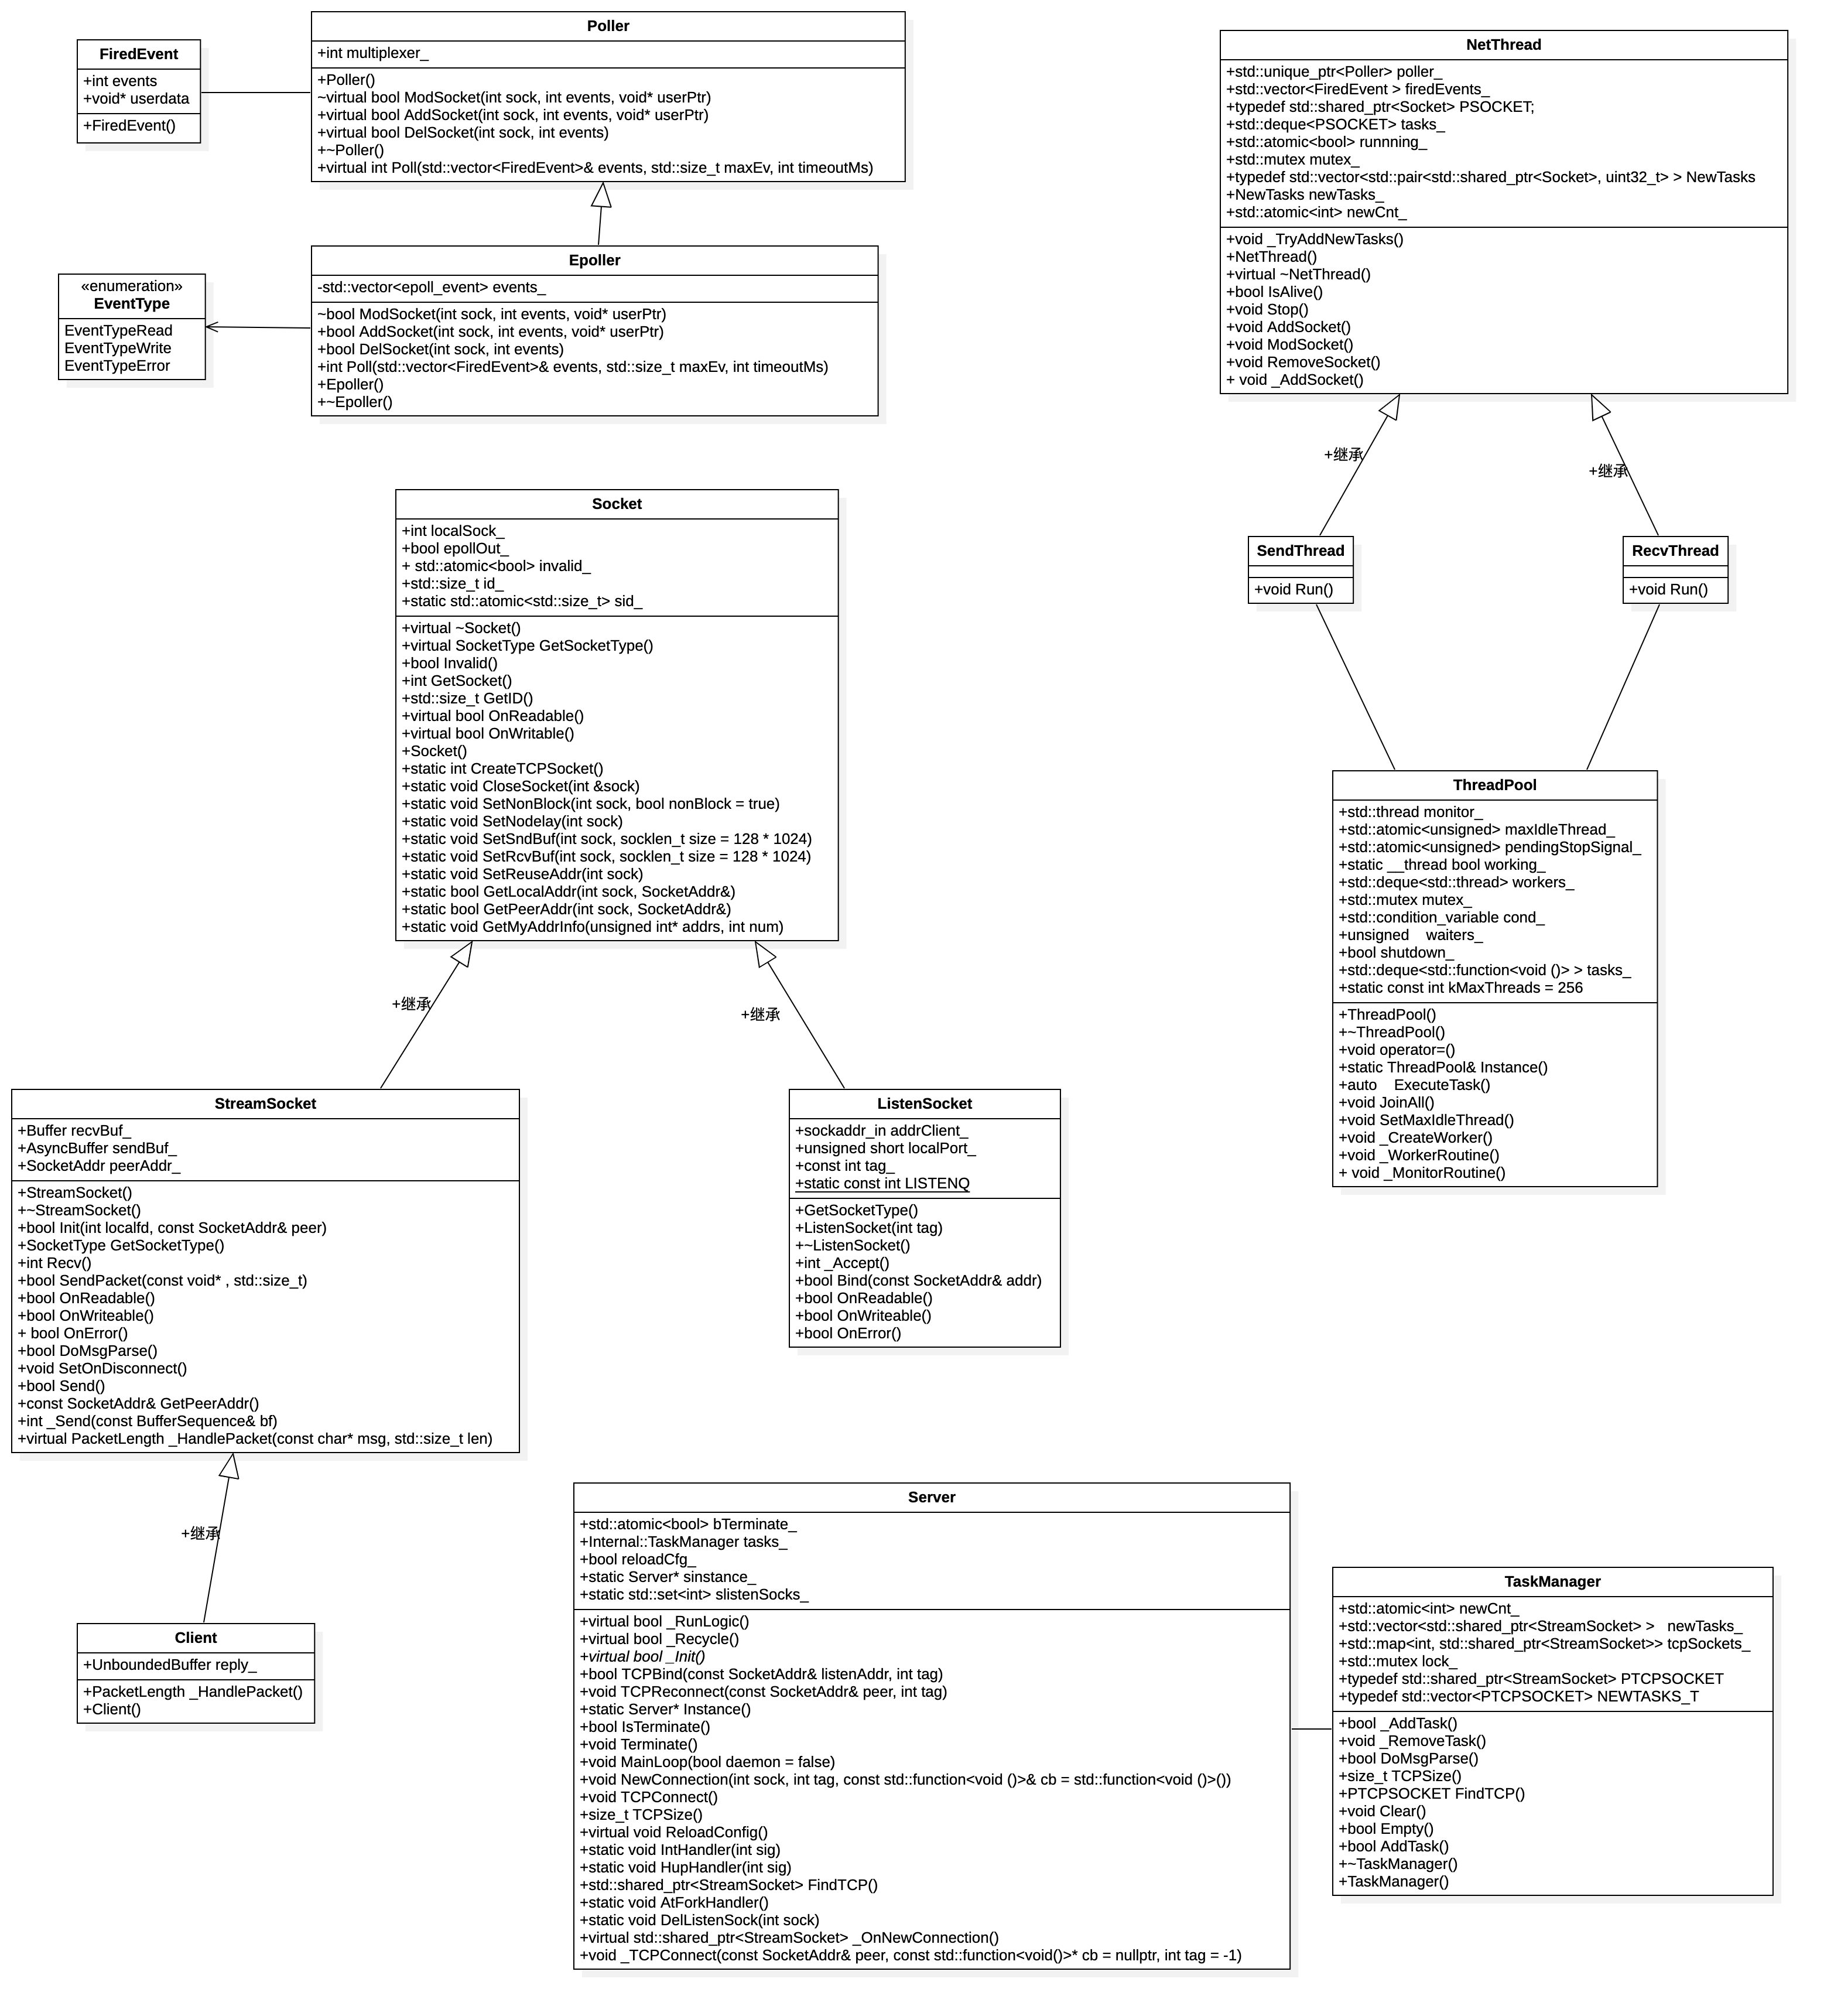 FiredEvent
+int events
+void* userdata
+FiredEvent()
Poller
+int multiplexer_
+Poller()
~virtual bool ModSocket(int sock, int events, void* userPtr)
+virtual bool AddSocket(int sock, int events, void* userPtr)
+virtual bool DelSocket(int sock, int events)
+~Poller()
+virtual int Poll(std::vector<FiredEvent>& events, std::size_t maxEv, int timeoutMs)
«enumeration»
EventType
EventTypeRead
EventTypeWrite
EventTypeError
Epoller
-std::vector<epoll_event> events_
~bool ModSocket(int sock, int events, void* userPtr)
+bool AddSocket(int sock, int events, void* userPtr)
+bool DelSocket(int sock, int events)
+int Poll(std::vector<FiredEvent>& events, std::size_t maxEv, int timeoutMs)
+Epoller()
+~Epoller()
NetThread
+std::unique_ptr<Poller> poller_
+std::vector<FiredEvent > firedEvents_
+typedef std::shared_ptr<Socket> PSOCKET;
+std::deque<PSOCKET> tasks_
+std::atomic<bool> runnning_
+std::mutex mutex_
+typedef std::vector<std::pair<std::shared_ptr<Socket>, uint32_t> > NewTasks
+NewTasks newTasks_
+std::atomic<int> newCnt_
+void _TryAddNewTasks()
+NetThread()
+virtual ~NetThread()
+bool IsAlive()
+void Stop()
+void AddSocket()
+void ModSocket()
+void RemoveSocket()
+ void _AddSocket()
+继承
+继承
SendThread
+void Run()
RecvThread
+void Run()
Socket
+int localSock_
+bool epollOut_
+ std::atomic<bool> invalid_
+std::size_t id_
+static std::atomic<std::size_t> sid_
+virtual ~Socket()
+virtual SocketType GetSocketType()
+bool Invalid()
+int GetSocket()
+std::size_t GetID()
+virtual bool OnReadable()
+virtual bool OnWritable()
+Socket()
+static int CreateTCPSocket()
+static void CloseSocket(int &sock)
+static void SetNonBlock(int sock, bool nonBlock = true)
+static void SetNodelay(int sock)
+static void SetSndBuf(int sock, socklen_t size = 128 * 1024)
+static void SetRcvBuf(int sock, socklen_t size = 128 * 1024)
+static void SetReuseAddr(int sock)
+static bool GetLocalAddr(int sock, SocketAddr&)
+static bool GetPeerAddr(int sock, SocketAddr&)
+static void GetMyAddrInfo(unsigned int* addrs, int num)
ThreadPool
+std::thread monitor_
+std::atomic<unsigned> maxIdleThread_
+std::atomic<unsigned> pendingStopSignal_
+static __thread bool working_
+std::deque<std::thread> workers_
+std::mutex mutex_
+std::condition_variable cond_
+unsigned    waiters_
+bool shutdown_
+std::deque<std::function<void ()> > tasks_
+static const int kMaxThreads = 256
+ThreadPool()
+~ThreadPool()
+void operator=()
+static ThreadPool& Instance()
+auto    ExecuteTask()
+void JoinAll()
+void SetMaxIdleThread()
+void _CreateWorker()
+void _WorkerRoutine()
+ void _MonitorRoutine()
+继承
+继承
StreamSocket
+Buffer recvBuf_
+AsyncBuffer sendBuf_
+SocketAddr peerAddr_
+StreamSocket()
+~StreamSocket()
+bool Init(int localfd, const SocketAddr& peer)
+SocketType GetSocketType()
+int Recv()
+bool SendPacket(const void* , std::size_t)
+bool OnReadable()
+bool OnWriteable()
+ bool OnError()
+bool DoMsgParse()
+void SetOnDisconnect()
+bool Send()
+const SocketAddr& GetPeerAddr()
+int _Send(const BufferSequence& bf)
+virtual PacketLength _HandlePacket(const char* msg, std::size_t len)
ListenSocket
+sockaddr_in addrClient_
+unsigned short localPort_
+const int tag_
+static const int LISTENQ
+GetSocketType()
+ListenSocket(int tag)
+~ListenSocket()
+int _Accept()
+bool Bind(const SocketAddr& addr)
+bool OnReadable()
+bool OnWriteable()
+bool OnError()
+继承
Client
+UnboundedBuffer reply_
+PacketLength _HandlePacket()
+Client()
Server
+std::atomic<bool> bTerminate_
+Internal::TaskManager tasks_
+bool reloadCfg_
+static Server* sinstance_
+static std::set<int> slistenSocks_
+virtual bool _RunLogic()
+virtual bool _Recycle()
+virtual bool _Init()
+bool TCPBind(const SocketAddr& listenAddr, int tag)
+void TCPReconnect(const SocketAddr& peer, int tag)
+static Server* Instance()
+bool IsTerminate()
+void Terminate()
+void MainLoop(bool daemon = false)
+void NewConnection(int sock, int tag, const std::function<void ()>& cb = std::function<void ()>())
+void TCPConnect()
+size_t TCPSize()
+virtual void ReloadConfig()
+static void IntHandler(int sig)
+static void HupHandler(int sig)
+std::shared_ptr<StreamSocket> FindTCP()
+static void AtForkHandler()
+static void DelListenSock(int sock)
+virtual std::shared_ptr<StreamSocket> _OnNewConnection()
+void _TCPConnect(const SocketAddr& peer, const std::function<void()>* cb = nullptr, int tag = -1)
TaskManager
+std::atomic<int> newCnt_
+std::vector<std::shared_ptr<StreamSocket> >   newTasks_
+std::map<int, std::shared_ptr<StreamSocket>> tcpSockets_
+std::mutex lock_
+typedef std::shared_ptr<StreamSocket> PTCPSOCKET
+typedef std::vector<PTCPSOCKET> NEWTASKS_T
+bool _AddTask()
+void _RemoveTask()
+bool DoMsgParse()
+size_t TCPSize()
+PTCPSOCKET FindTCP()
+void Clear()
+bool Empty()
+bool AddTask()
+~TaskManager()
+TaskManager()